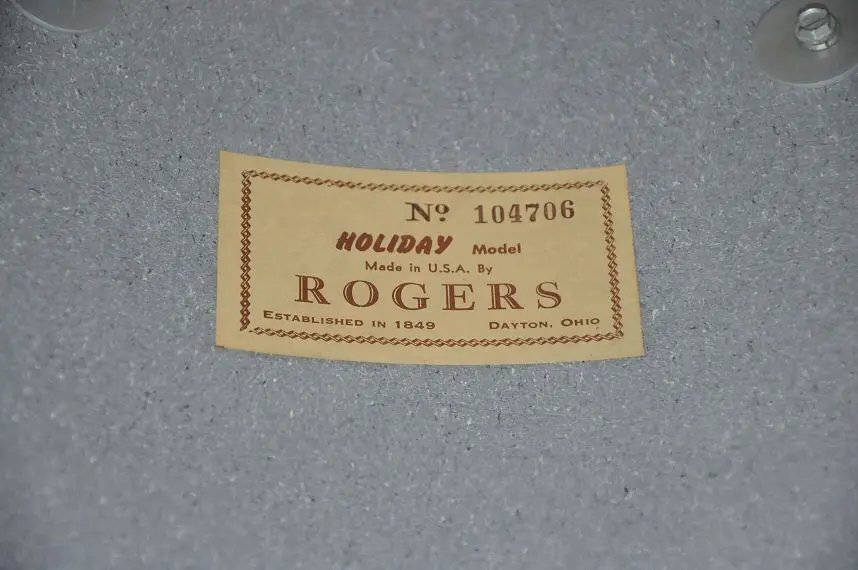 Nº 104706
HOLIDAY Model
Made in U.S.A. By
ROGERS
ESTABLISHED IN 1849 DAYTON, OHIO